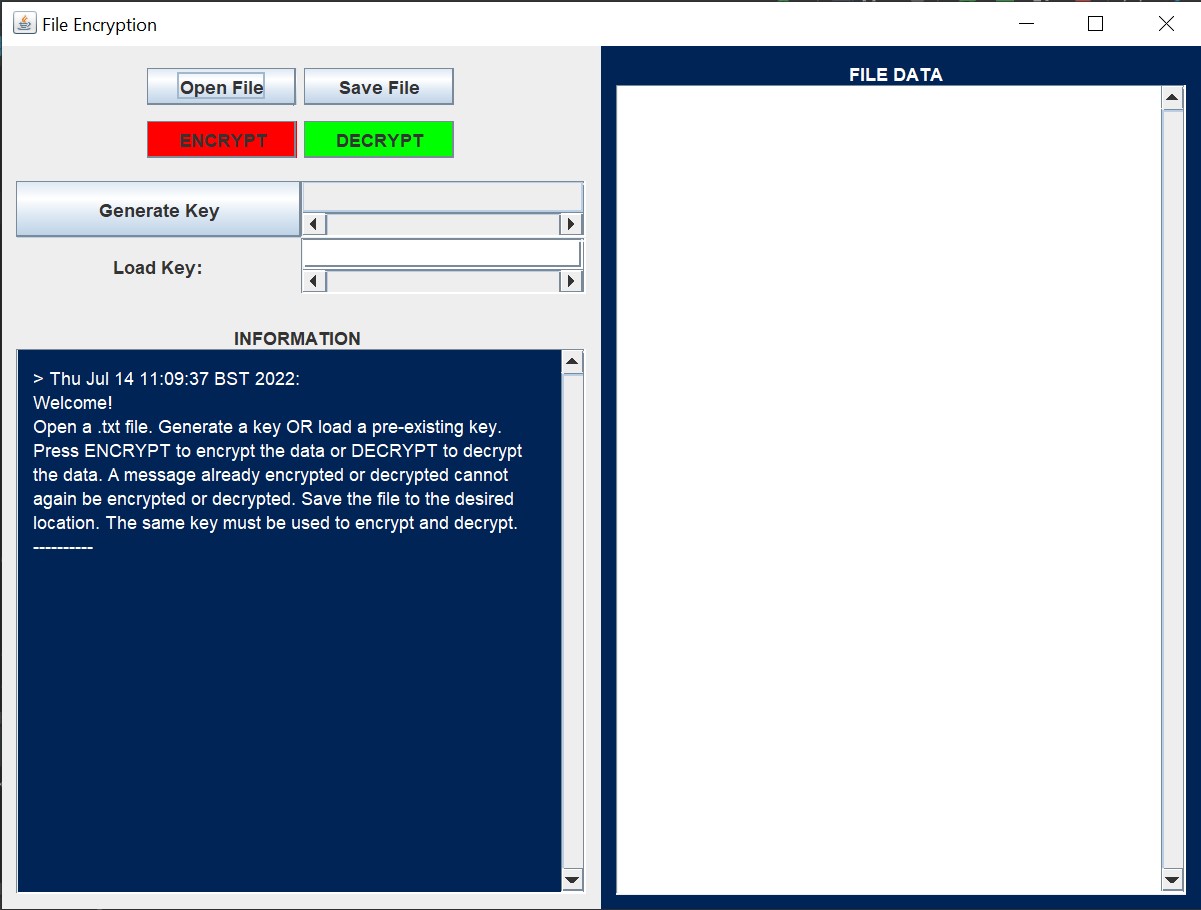 File Encryption
Open File Save File
ENCRYPT DECRYPT
Generate Key
Load Key:
INFORMATION
> Thu Jul 14 11:09:37 BST 2022:
Welcome!
Open a .txt file. Generate a key OR load a pre-existing key.
Press ENCRYPT to encrypt the data or DECRYPT to decrypt
the data. A message already encrypted or decrypted cannot
again be encrypted or decrypted. Save the file to the desired
location. The same key must be used to encrypt and decrypt.
----------
FILE DATA